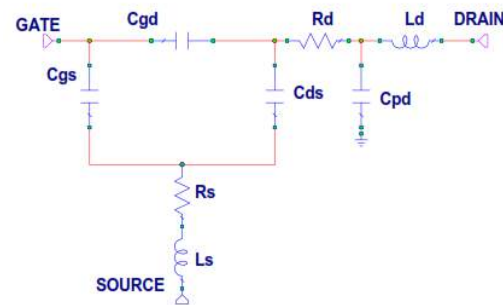 GATE Cgd Rd Ld DRAIN
Cgs Cds Cpd
Rs
Ls
SOURCE